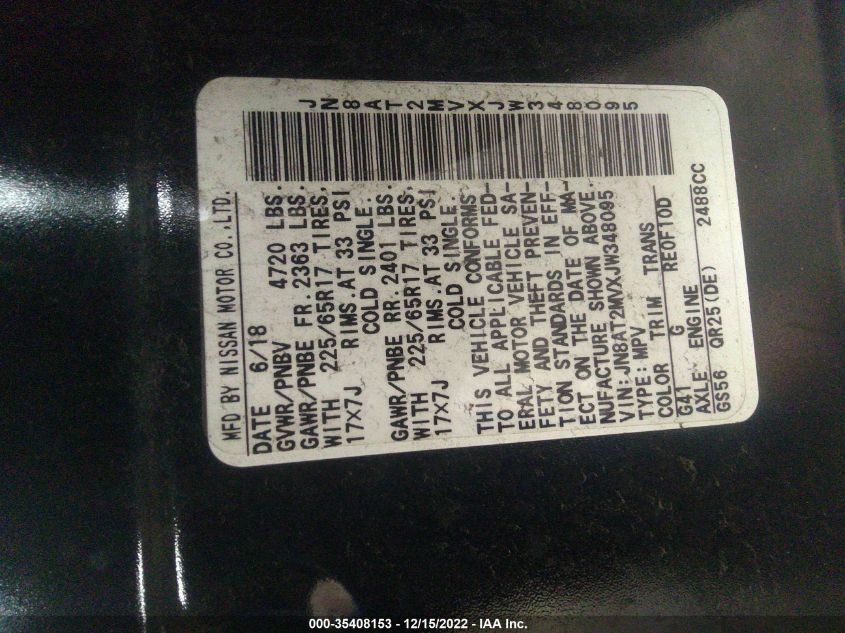 JN8AT2MVXJW348095
MFD BY NISSAN MOTOR CO.,LTD.
DATE 6/18
GVWR/PNBV 4720 LBS.
GAWR/PNBE FR.2363 LBS.
WITH 225/65R17 TIRES,
17X7J RIMS.AT 33 PSI
COLD SINGLE.
GAWR/PNBE RR.2401 LBS.
WITH 225/65R17 TIRES,
17X7J RIMS.AT 33 PSI
COLD SINGLE.
THIS VEHICLE CONFORMS
TO ALL APPLICABLE FED-
ERAL MOTOR VEHICLE SA-
FETY AND THEFT PREVEN-
TION STANDARDS IN EFF-
ECT ON THE DATE OF MA-
NUFACTURE SHOWN ABOVE.
VIN:JN8AT2MVXJW348095
TYPE: MPV
COLOR TRIM TRANS
G41 G RE0F10D
AXLE ENGINE
GS56 QR25(DE) 2488CC
000-35408153 - 12/15/2022 - IAA Inc.